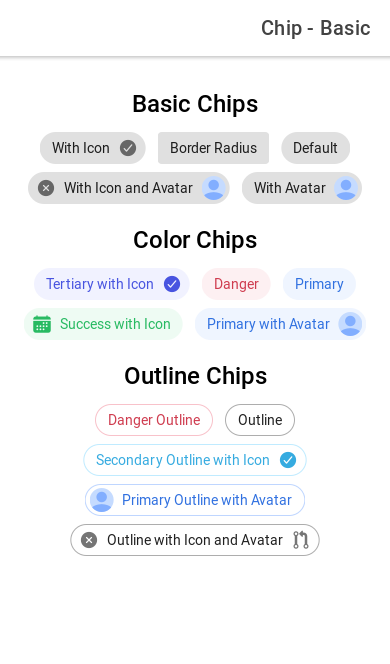 Chip - Basic
Basic Chips
With Icon Border Radius Default
With Icon and Avatar With Avatar
Color Chips
Tertiary with Icon Danger Primary
Success with Icon Primary with Avatar
Outline Chips
Danger Outline Outline
Secondary Outline with Icon
Primary Outline with Avatar
Outline with Icon and Avatar